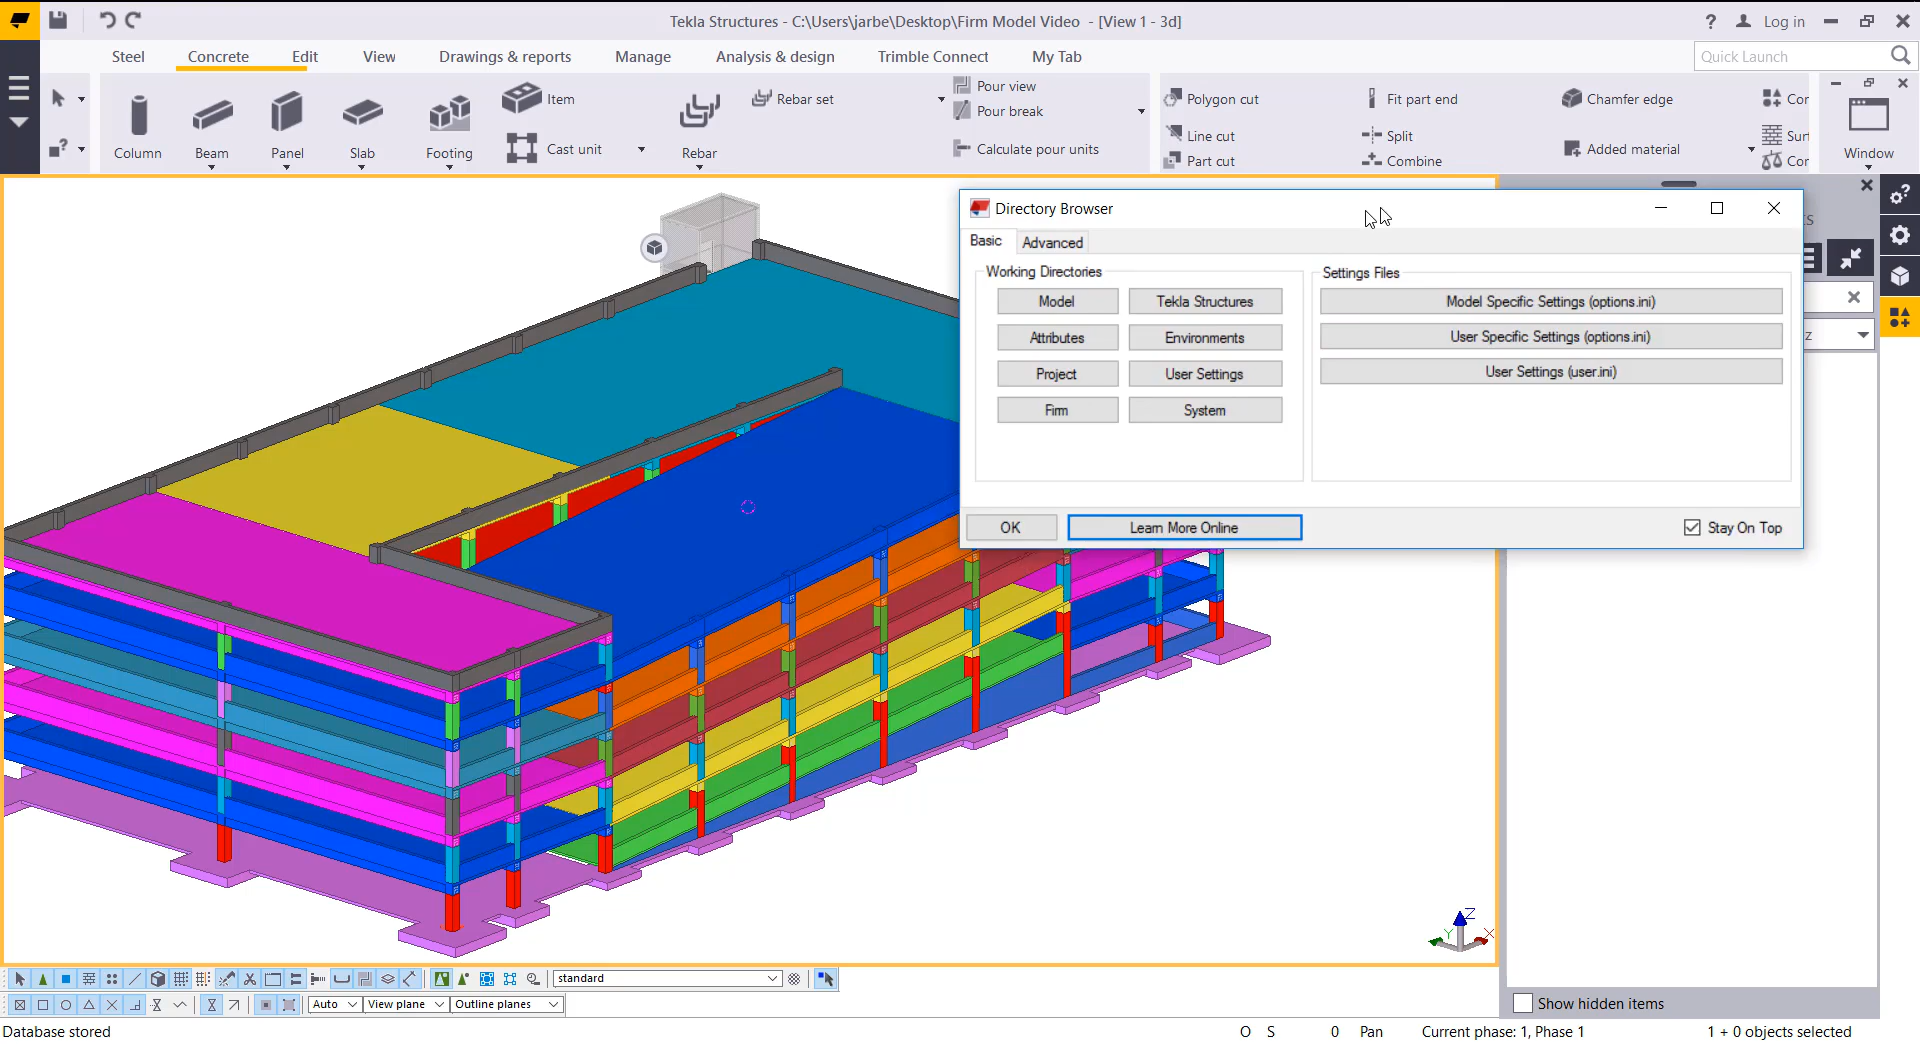 Tekla Structures - C:\Users\jarbe\Desktop\Firm Model Video - [View 1 - 3d]
? Log in
Steel Concrete Edit View Drawings & reports Manage Analysis & design Trimble Connect My Tab
Quick Launch
Column
Beam
Panel
Slab
Footing
Item
Cast unit
Rebar
Rebar set
Pour view
Pour break
Calculate pour units
Polygon cut
Line cut
Part cut
Fit part end
Split
Combine
Chamfer edge
Added material
Cor
Sur
Cor
Window
Directory Browser
Basic Advanced
Working Directories
Model Tekla Structures
Attributes Environments
Project User Settings
Firm System
Settings Files
Model Specific Settings (options.ini)
User Specific Settings (options.ini)
User Settings (user.ini)
OK Learn More Online Stay On Top
Z
Y X
standard
Auto View plane Outline planes
Show hidden items
Database stored
O S 0 Pan Current phase: 1, Phase 1 1 + 0 objects selected